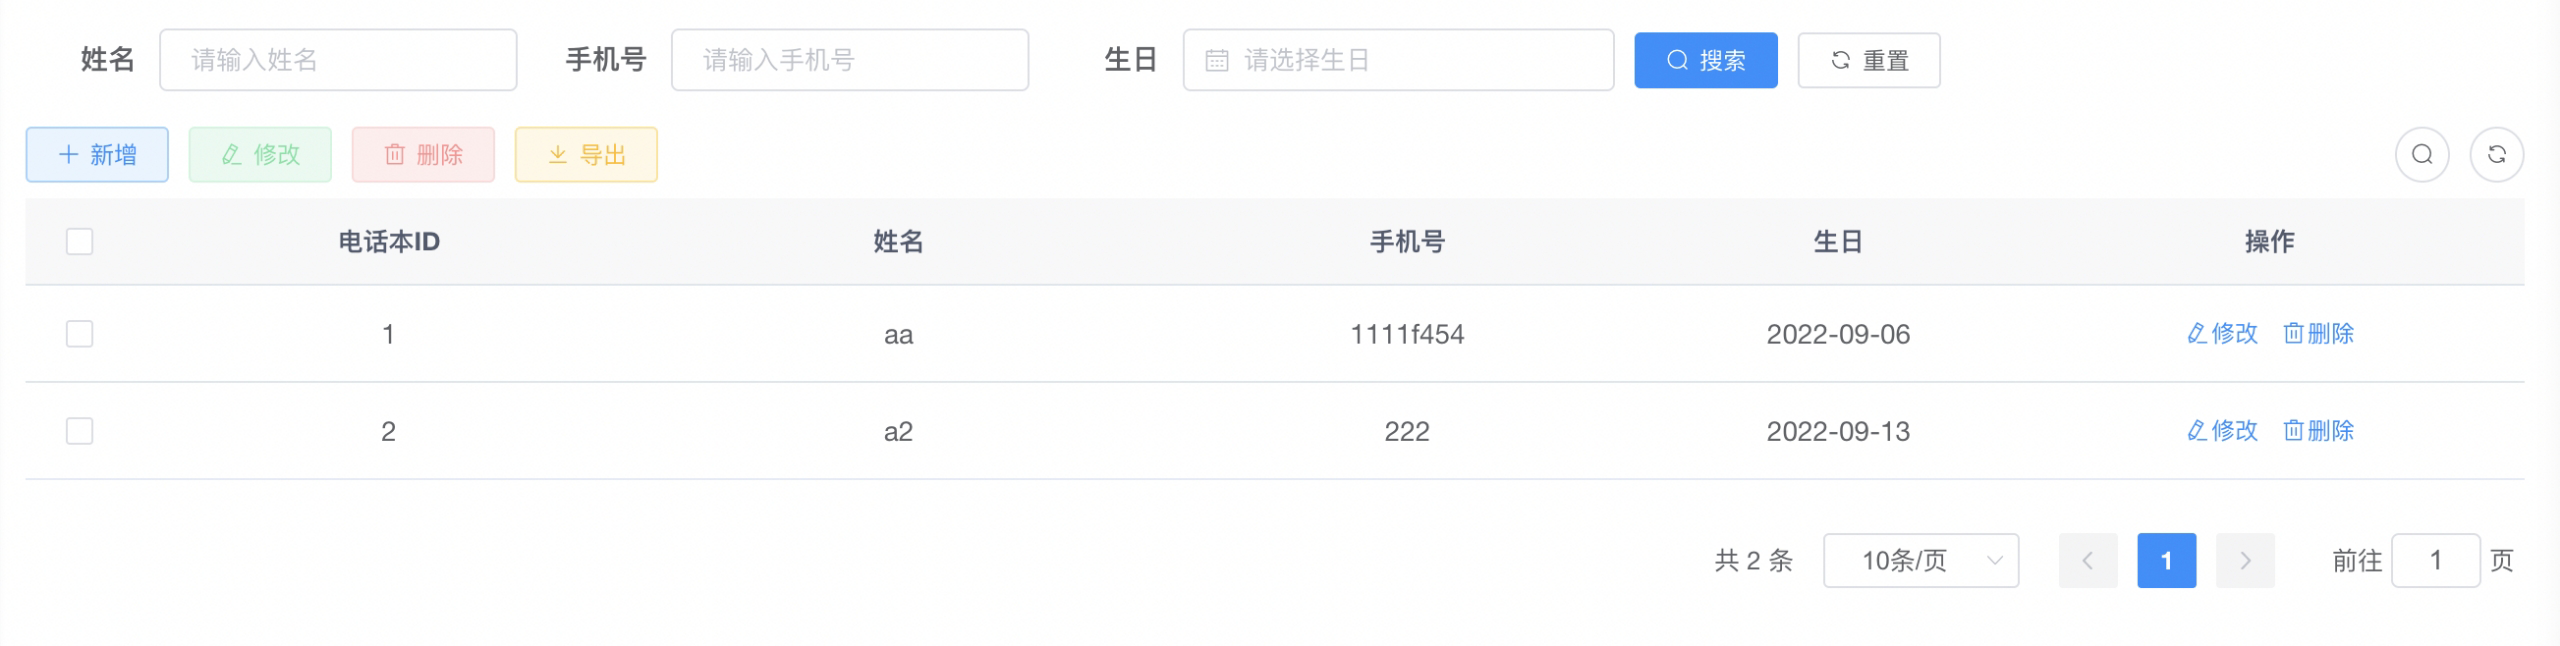 姓名 请输入姓名 手机号 请输入手机号 生日 请选择生日 搜索 重置
新增 修改 删除 导出
电话本ID 姓名 手机号 生日 操作
1 aa 1111f454 2022-09-06 修改 删除
2 a2 222 2022-09-13 修改 删除
共 2 条 10条/页 1 前往 1 页